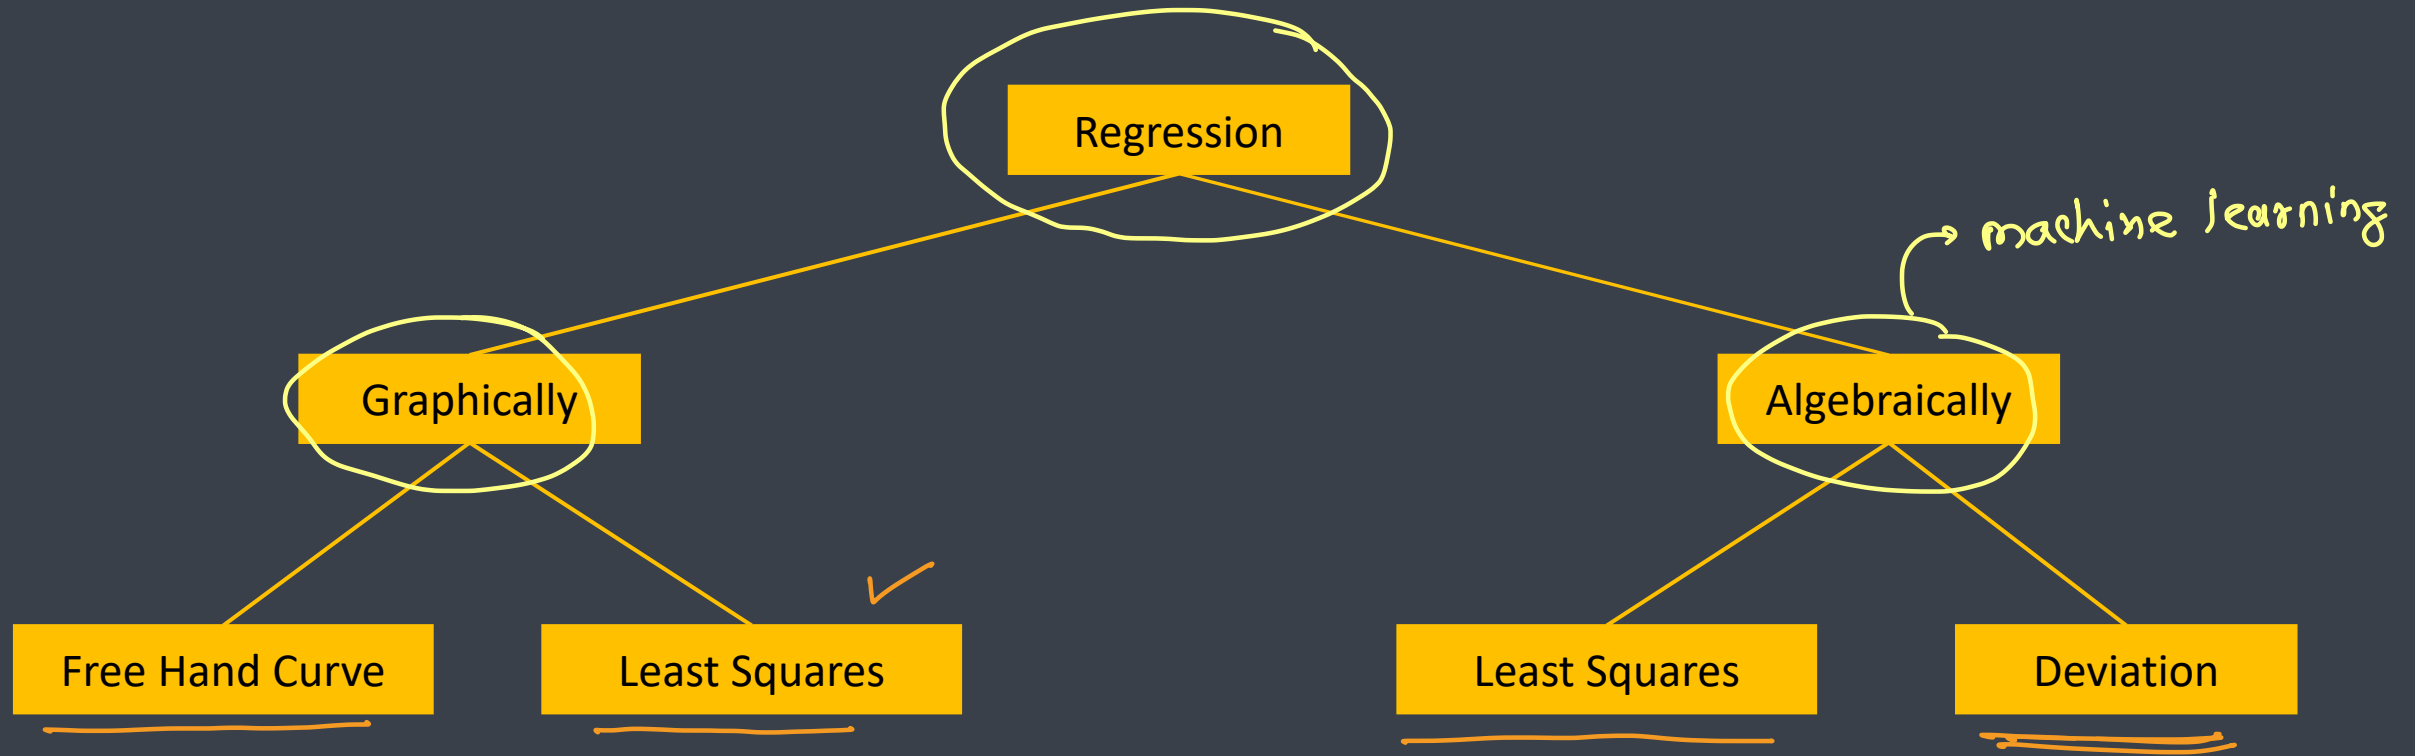 Regression
machine learning
Graphically
Algebraically
Free Hand Curve
Least Squares
Least Squares
Deviation